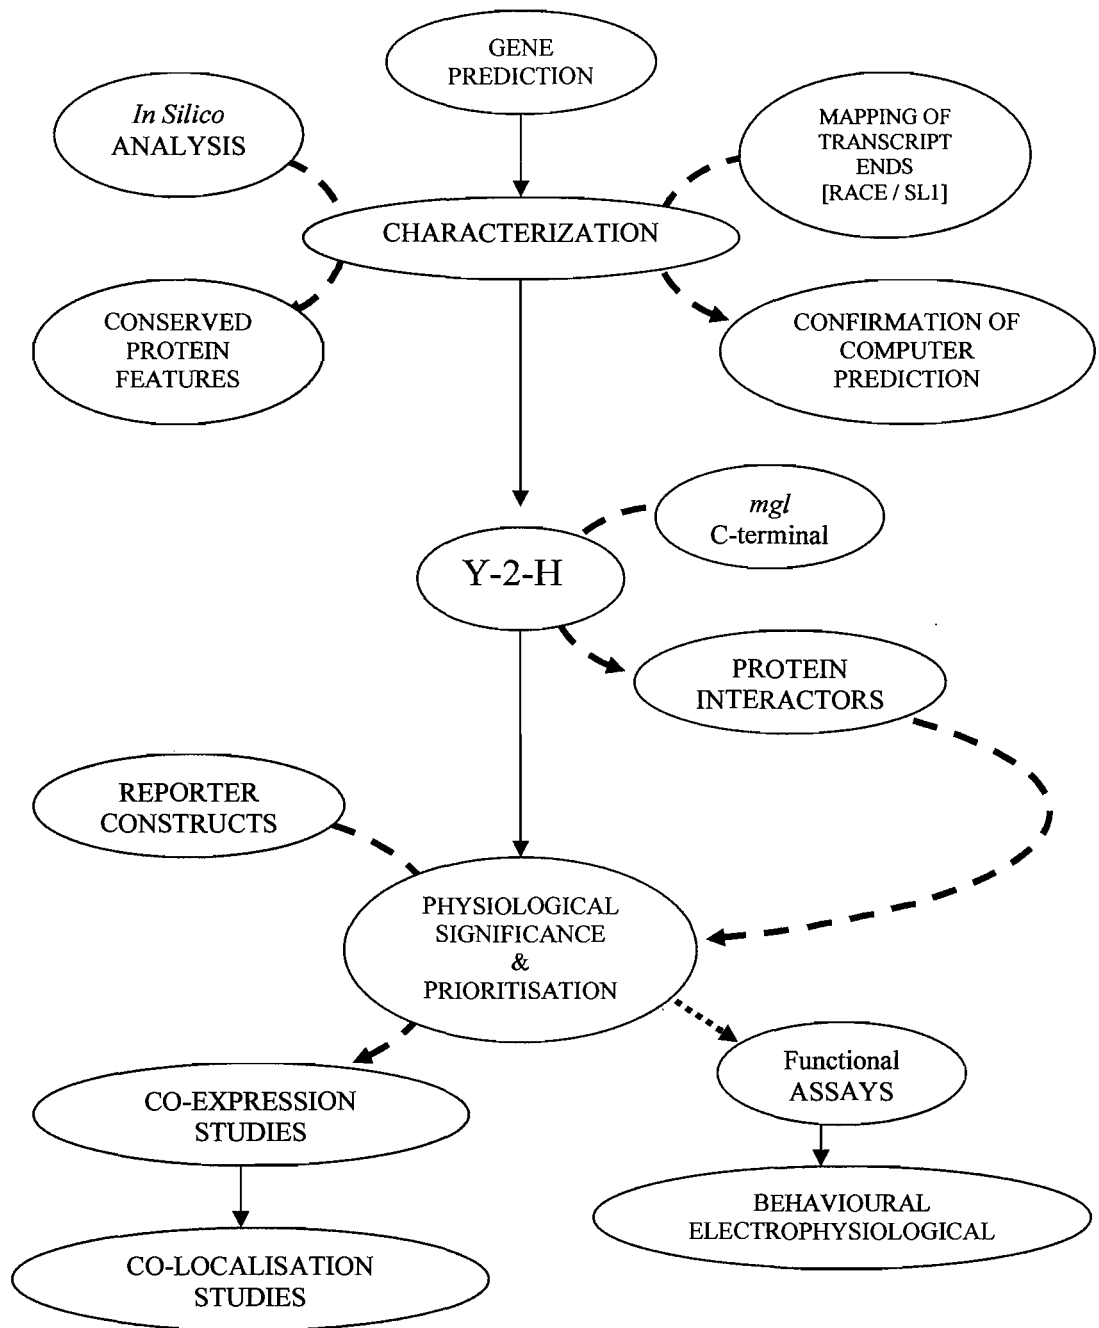 GENE
PREDICTION
In Silico
ANALYSIS
MAPPING OF
TRANSCRIPT
ENDS
[RACE / SL1]
CHARACTERIZATION
CONSERVED
PROTEIN
FEATURES
CONFIRMATION OF
COMPUTER
PREDICTION
mgl
C-terminal
Y-2-H
PROTEIN
INTERACTORS
REPORTER
CONSTRUCTS
PHYSIOLOGICAL
SIGNIFICANCE
&
PRIORITISATION
Functional
ASSAYS
CO-EXPRESSION
STUDIES
BEHAVIOURAL
ELECTROPHYSIOLOGICAL
CO-LOCALISATION
STUDIES